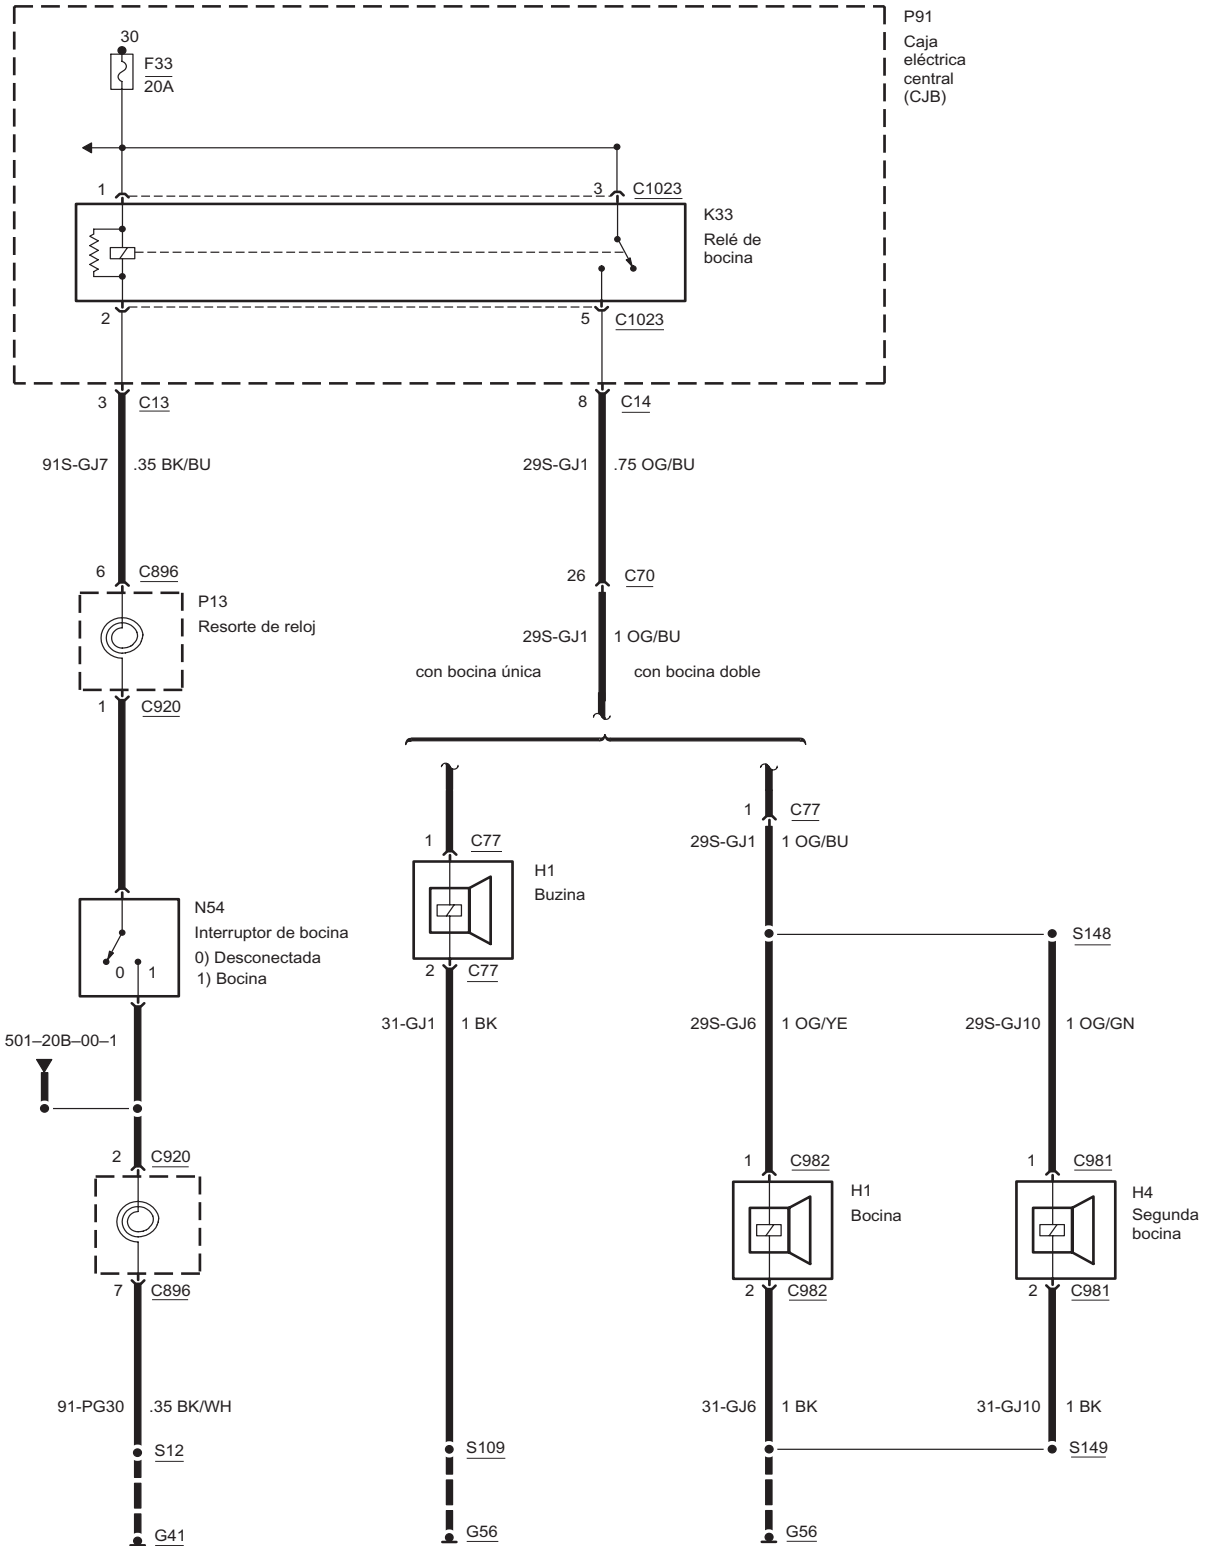 P91
Caja
eléctrica
central
(CJB)
30
F33
20A
1
3
C1023
K33
Relé de
bocina
2
5
C1023
3
C13
8
C14
91S-GJ7
.35 BK/BU
29S-GJ1
.75 OG/BU
6
C896
26
C70
P13
Resorte de reloj
29S-GJ1
1 OG/BU
con bocina única
con bocina doble
1
C920
1
C77
1
C77
29S-GJ1
1 OG/BU
H1
Buzina
N54
Interruptor de bocina
0) Desconectada
1) Bocina
0
1
S148
2
C77
31-GJ1
1 BK
29S-GJ6
1 OG/YE
29S-GJ10
1 OG/GN
501–20B–00–1
2
C920
1
C982
1
C981
H1
Bocina
H4
Segunda
bocina
7
C896
2
C982
2
C981
91-PG30
.35 BK/WH
31-GJ6
1 BK
31-GJ10
1 BK
S12
S109
S149
G41
G56
G56